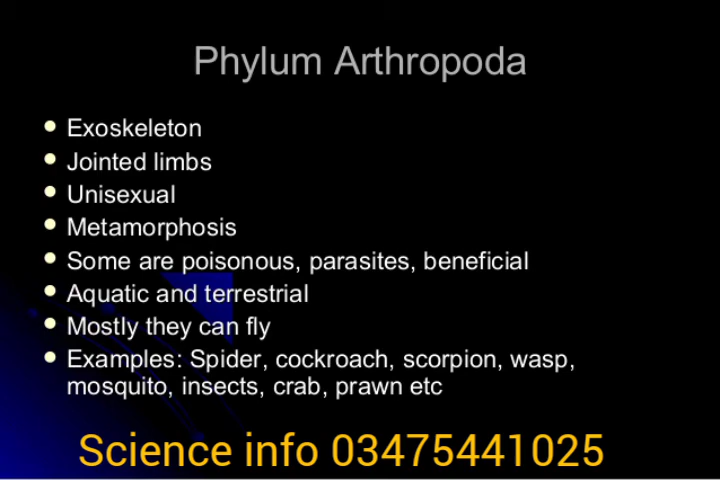 Phylum Arthropoda
• Exoskeleton
• Jointed limbs
• Unisexual
• Metamorphosis
• Some are poisonous, parasites, beneficial
• Aquatic and terrestrial
• Mostly they can fly
• Examples: Spider, cockroach, scorpion, wasp,
mosquito, insects, crab, prawn etc
Science info 03475441025